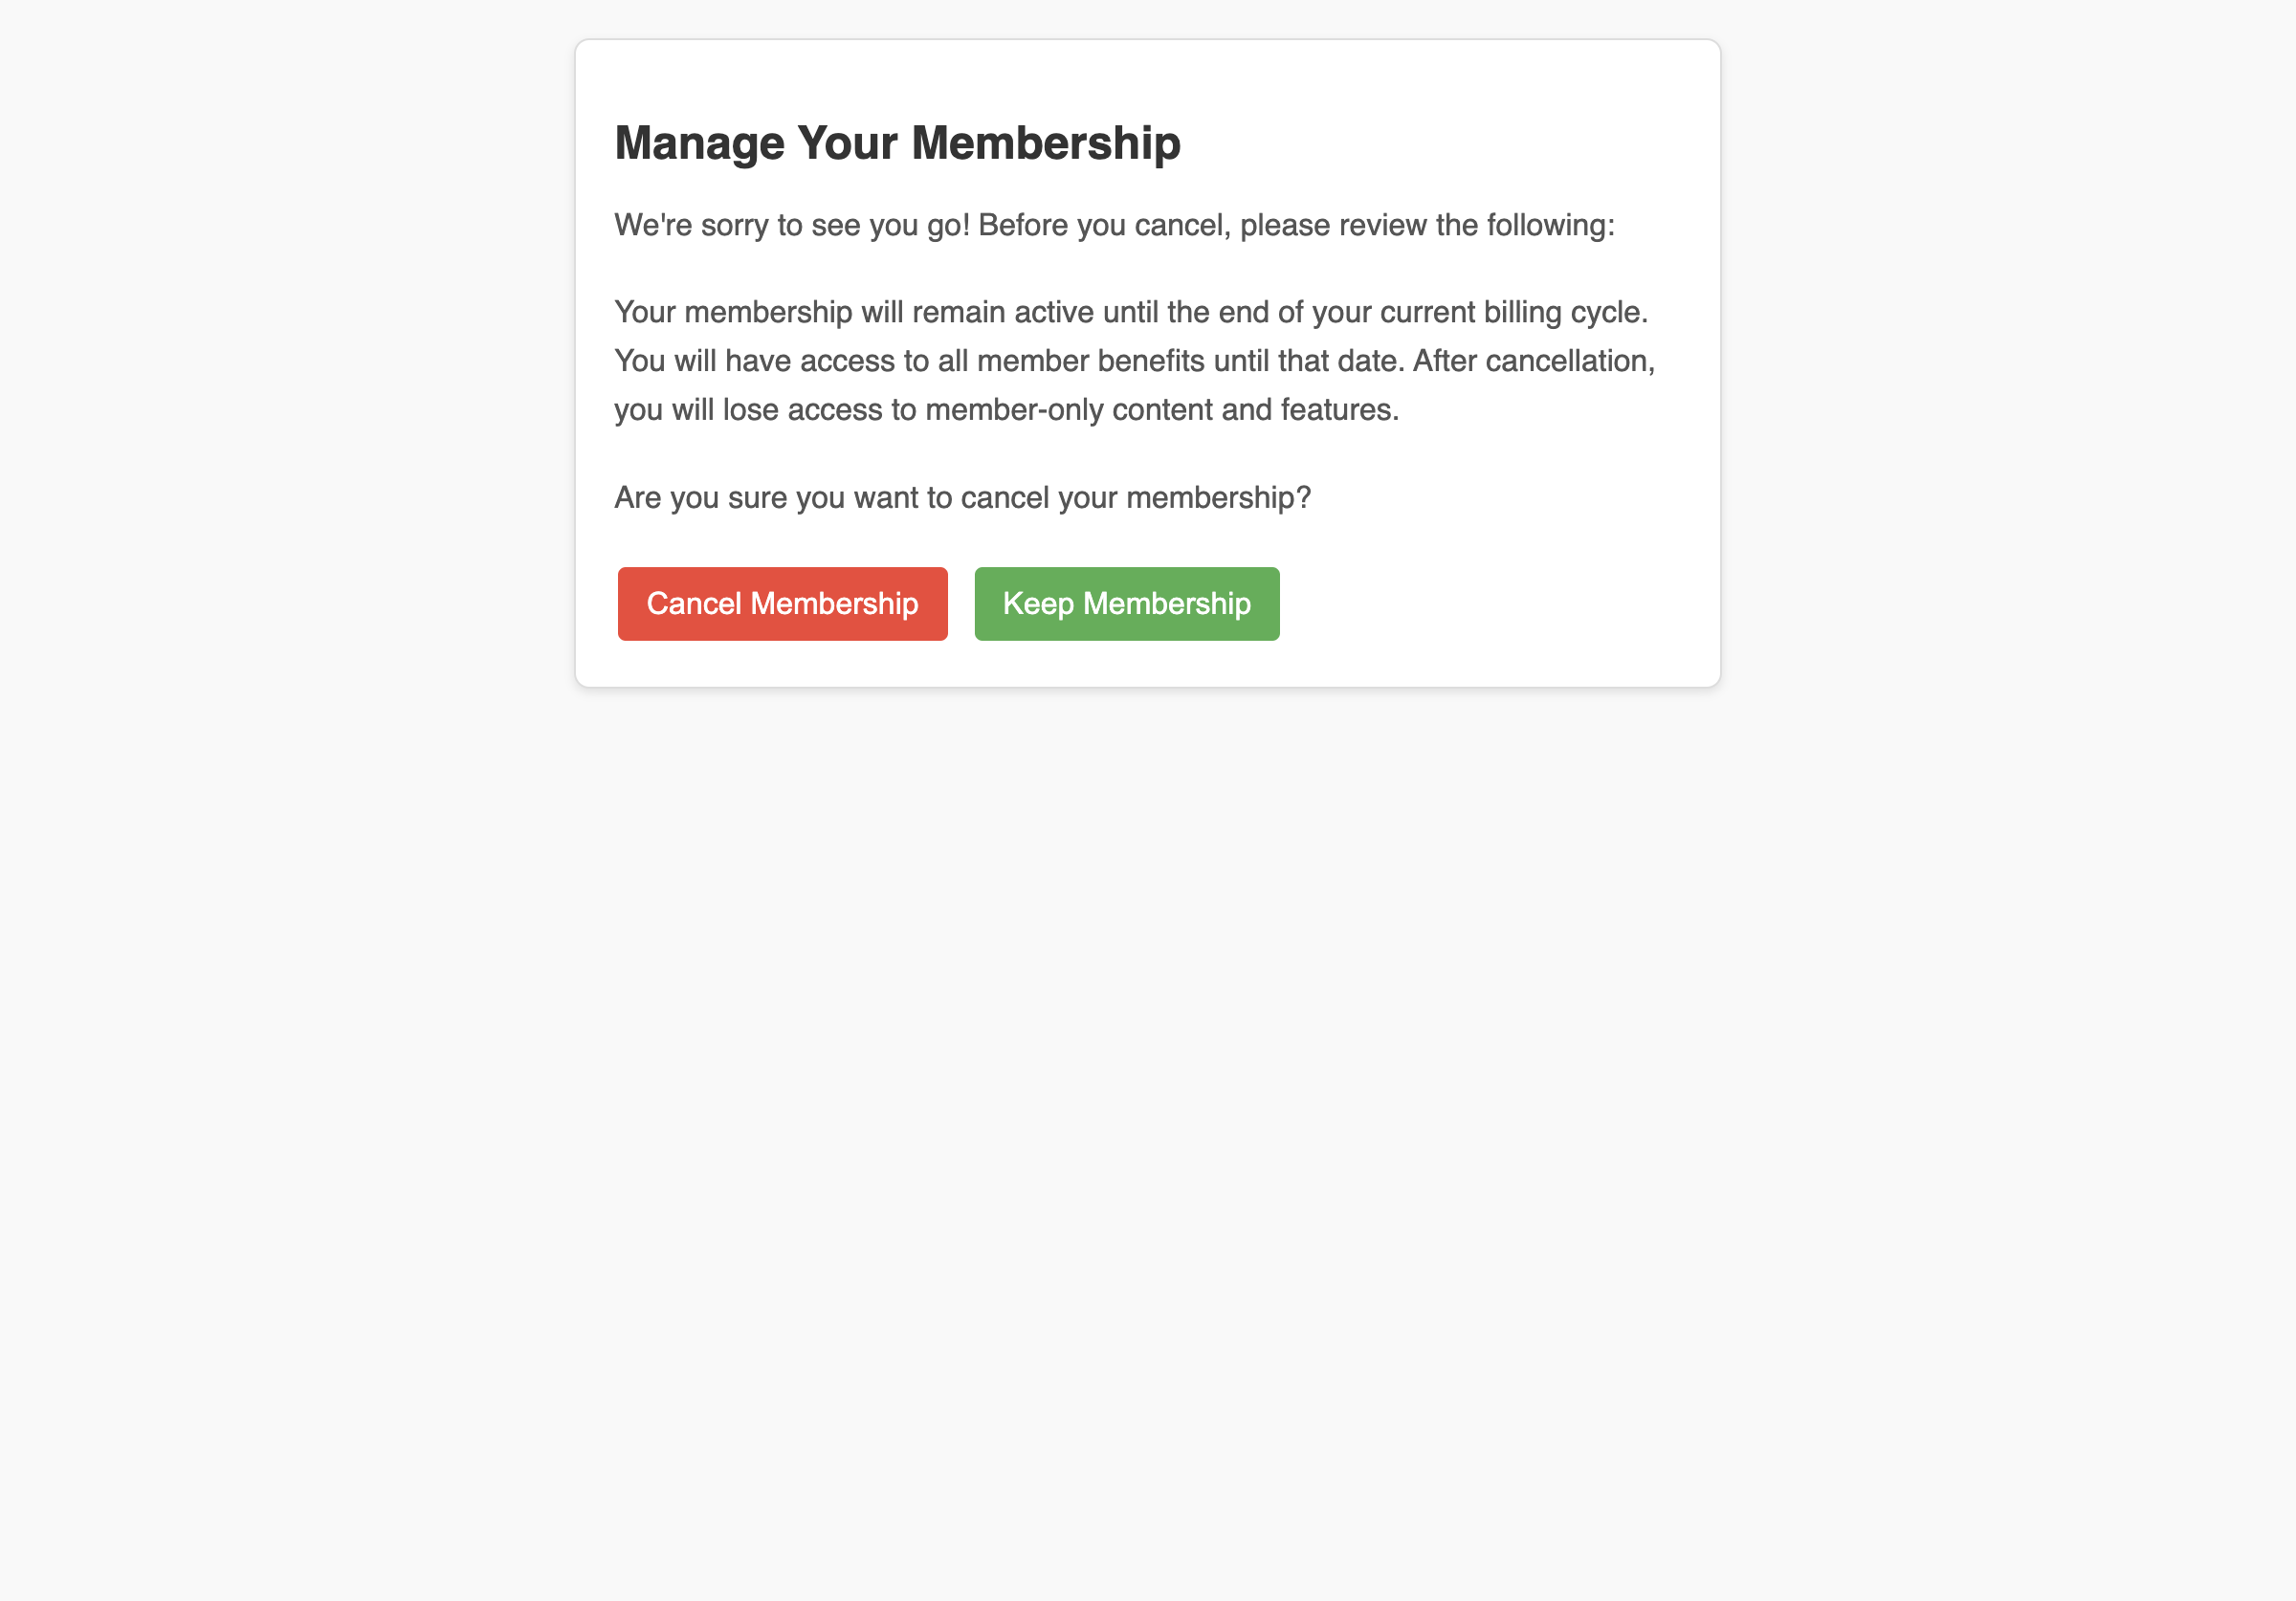 Manage Your Membership
We're sorry to see you go! Before you cancel, please review the following:
Your membership will remain active until the end of your current billing cycle.
You will have access to all member benefits until that date. After cancellation,
you will lose access to member-only content and features.
Are you sure you want to cancel your membership?
Cancel Membership
Keep Membership